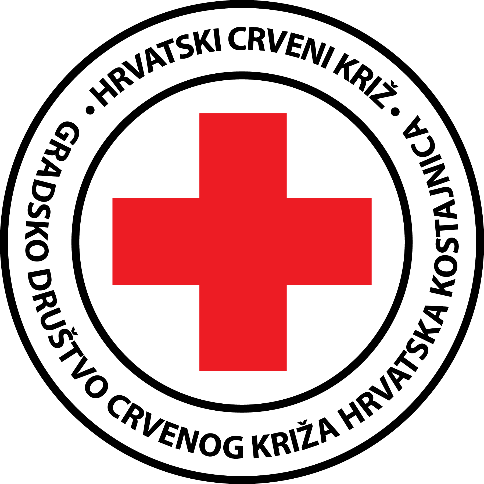 • HRVATSKI CRVENI KRIŽ •
GRADSKO DRUŠTVO CRVENOG KRIŽA HRVATSKA KOSTAJNICA